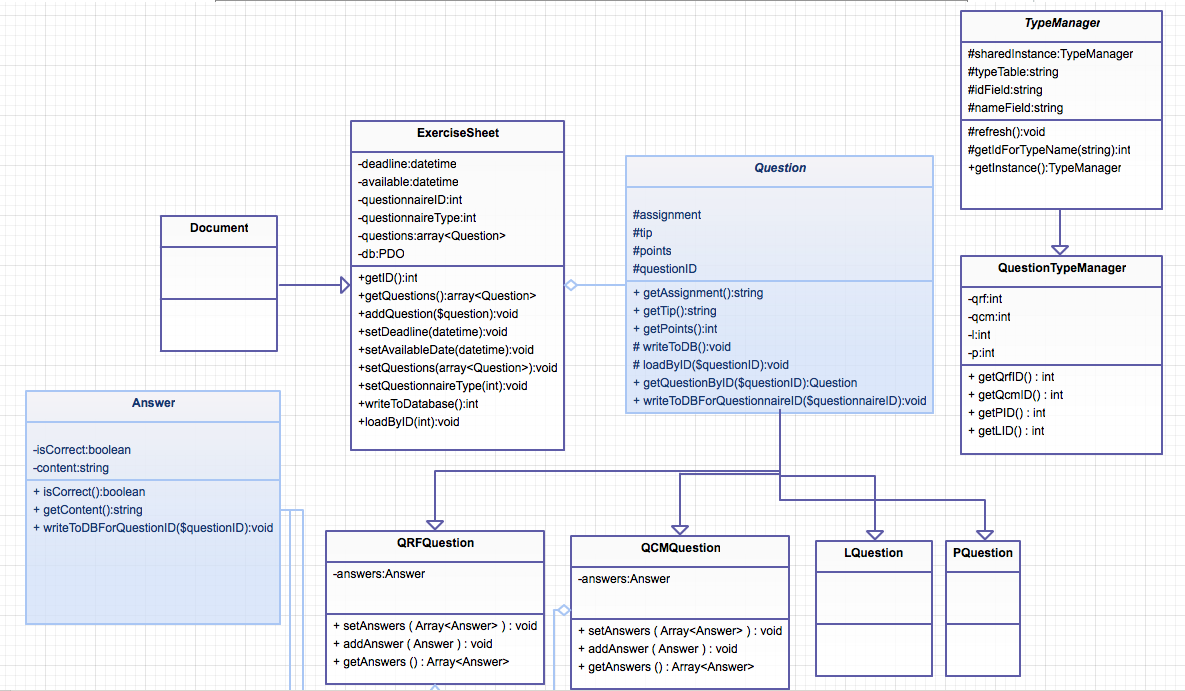 TypeManager
#sharedInstance:TypeManager
#typeTable:string
#idField:string
#nameField:string
#refresh():void
#getIdForTypeName(string):int
+getInstance():TypeManager
ExerciseSheet
-deadline:datetime
-available:datetime
-questionnaireID:int
-questionnaireType:int
-questions:array<Question>
-db:PDO
+getID():int
+getQuestions():array<Question>
+addQuestion($question):void
+setDeadline(datetime):void
+setAvailableDate(datetime):void
+setQuestions(array<Question>):void
+setQuestionnaireType(int):void
+writeToDatabase():int
+loadByID(int):void
Question
#assignment
#tip
#points
#questionID
+ getAssignment():string
+ getTip():string
+ getPoints():int
# writeToDB():void
# loadByID($questionID):void
+ getQuestionByID($questionID):Question
+ writeToDBForQuestionnaireID($questionnaireID):void
Document
QuestionTypeManager
-qrf:int
-qcm:int
-l:int
-p:int
+ getQrfID() : int
+ getQcmID() : int
+ getPID() : int
+ getLID() : int
Answer
-isCorrect:boolean
-content:string
+ isCorrect():boolean
+ getContent():string
+ writeToDBForQuestionID($questionID):void
QRFQuestion
-answers:Answer
+ setAnswers ( Array<Answer> ) : void
+ addAnswer ( Answer ) : void
+ getAnswers () : Array<Answer>
QCMQuestion
-answers:Answer
+ setAnswers ( Array<Answer> ) : void
+ addAnswer ( Answer ) : void
+ getAnswers () : Array<Answer>
LQuestion
PQuestion